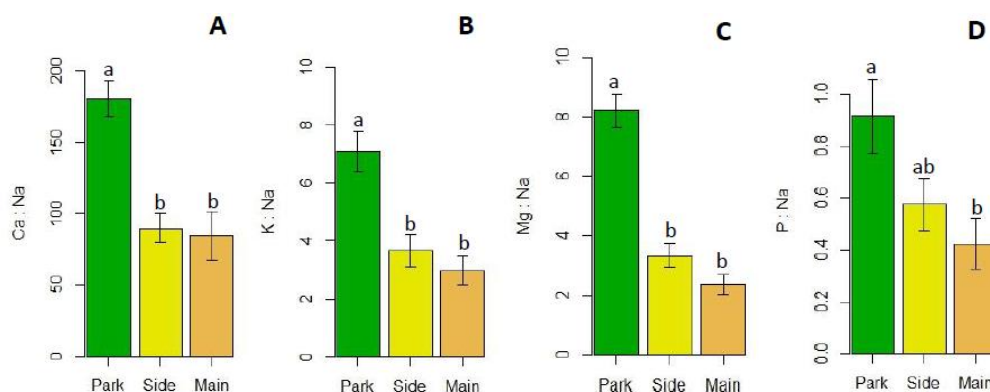 A
Ca : Na
200
150
100
50
0
a
b
b
Park Side Main
B
K : Na
10
8
6
4
2
0
a
b
b
Park Side Main
C
Mg : Na
10
8
6
4
2
0
a
b
b
Park Side Main
D
P : Na
1.0
0.8
0.6
0.4
0.2
0.0
a
ab
b
Park Side Main